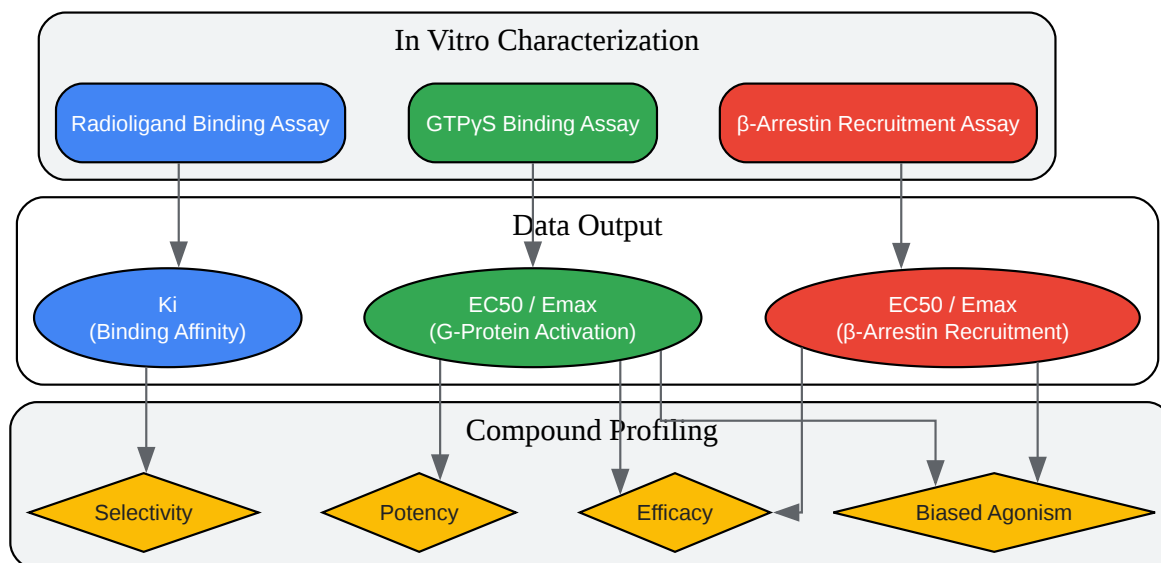 In Vitro Characterization
Radioligand Binding Assay
GTPγS Binding Assay
β-Arrestin Recruitment Assay
Data Output
Ki
(Binding Affinity)
EC50 / Emax
(G-Protein Activation)
EC50 / Emax
(β-Arrestin Recruitment)
Compound Profiling
Selectivity
Potency
Efficacy
Biased Agonism